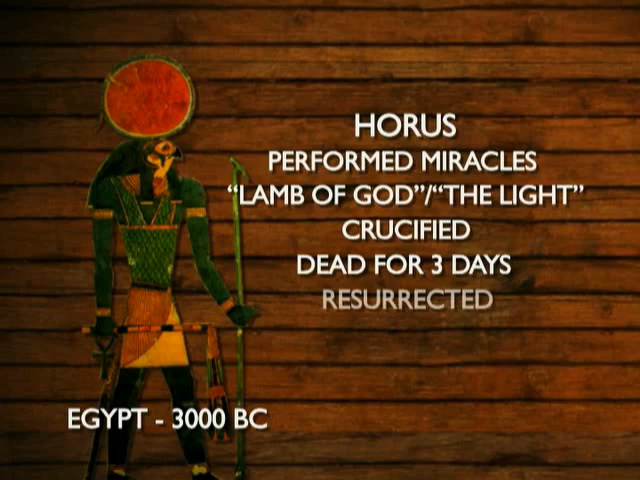 HORUS
PERFORMED MIRACLES
“LAMB OF GOD”/“THE LIGHT”
CRUCIFIED
DEAD FOR 3 DAYS
RESURRECTED
EGYPT - 3000 BC